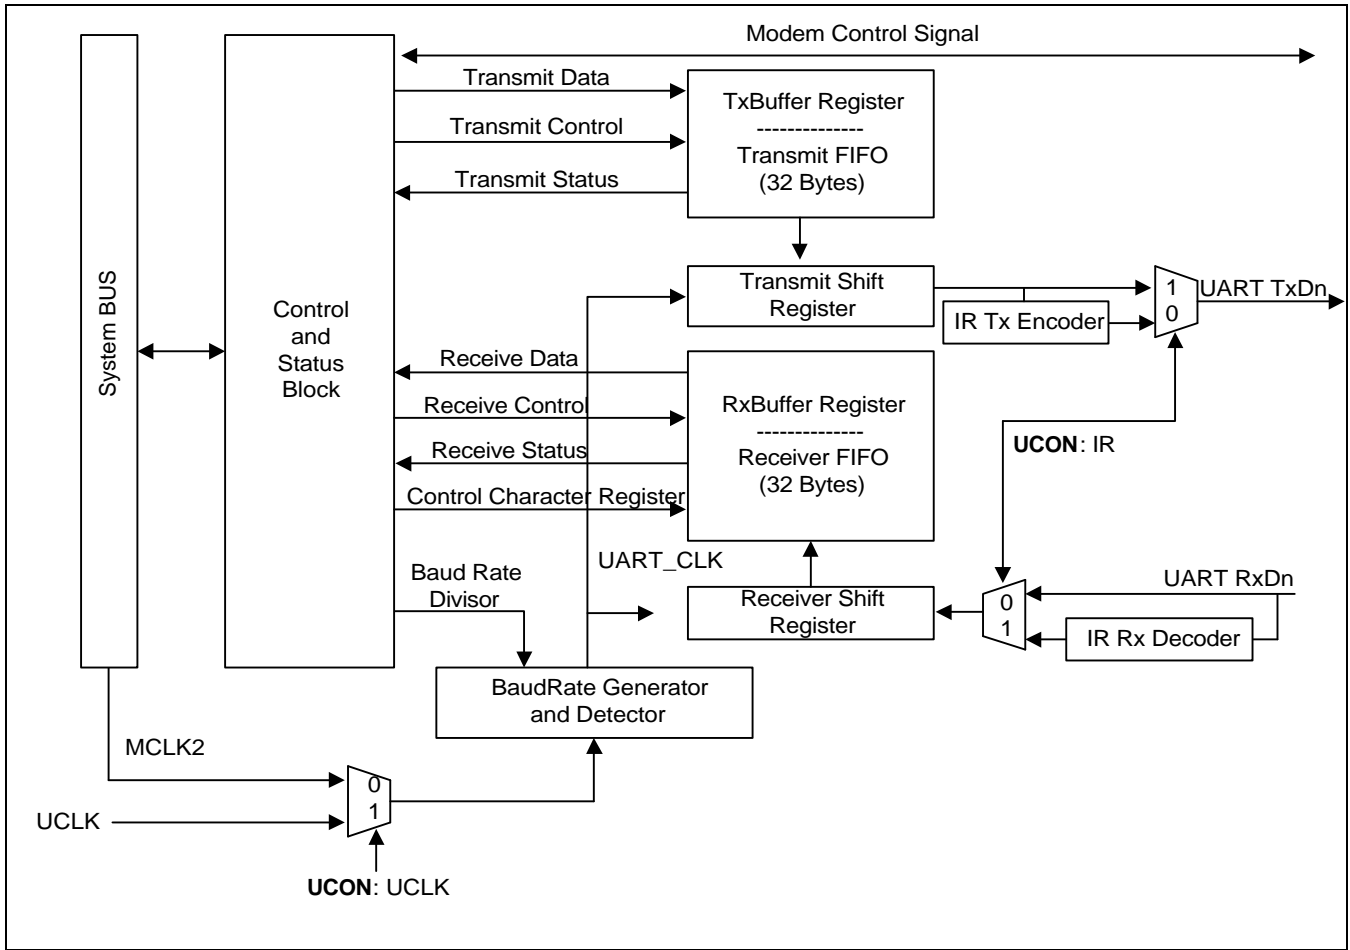 Modem Control Signal
Transmit Data
TxBuffer Register
--------------
Transmit FIFO
(32 Bytes)
Transmit Control
Transmit Status
System BUS
Control
and
Status
Block
Transmit Shift
Register
IR Tx Encoder
1
0
UART TxDn
Receive Data
Receive Control
Receive Status
Control Character Register
RxBuffer Register
--------------
Receiver FIFO
(32 Bytes)
UCON: IR
UART_CLK
Baud Rate
Divisor
Receiver Shift
Register
0
1
UART RxDn
IR Rx Decoder
BaudRate Generator
and Detector
MCLK2
0
1
UCLK
UCON: UCLK